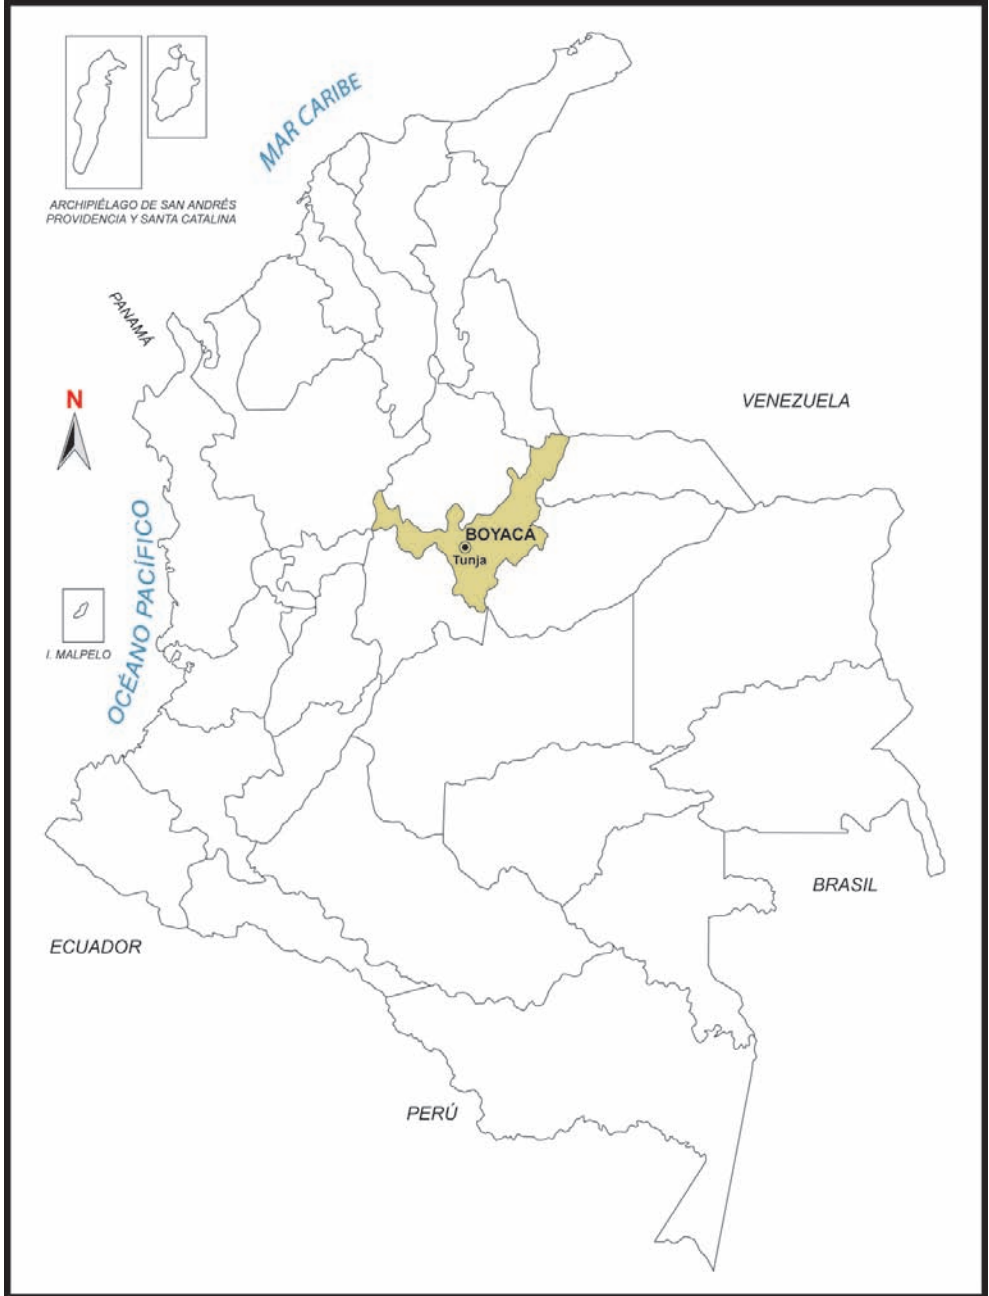 MAR CARIBE
ARCHIPIÉLAGO DE SAN ANDRÉS
PROVIDENCIA Y SANTA CATALINA
PANAMÁ
N
VENEZUELA
OCÉANO PACÍFICO
BOYACÁ
Tunja
I. MALPELO
BRASIL
ECUADOR
PERÚ